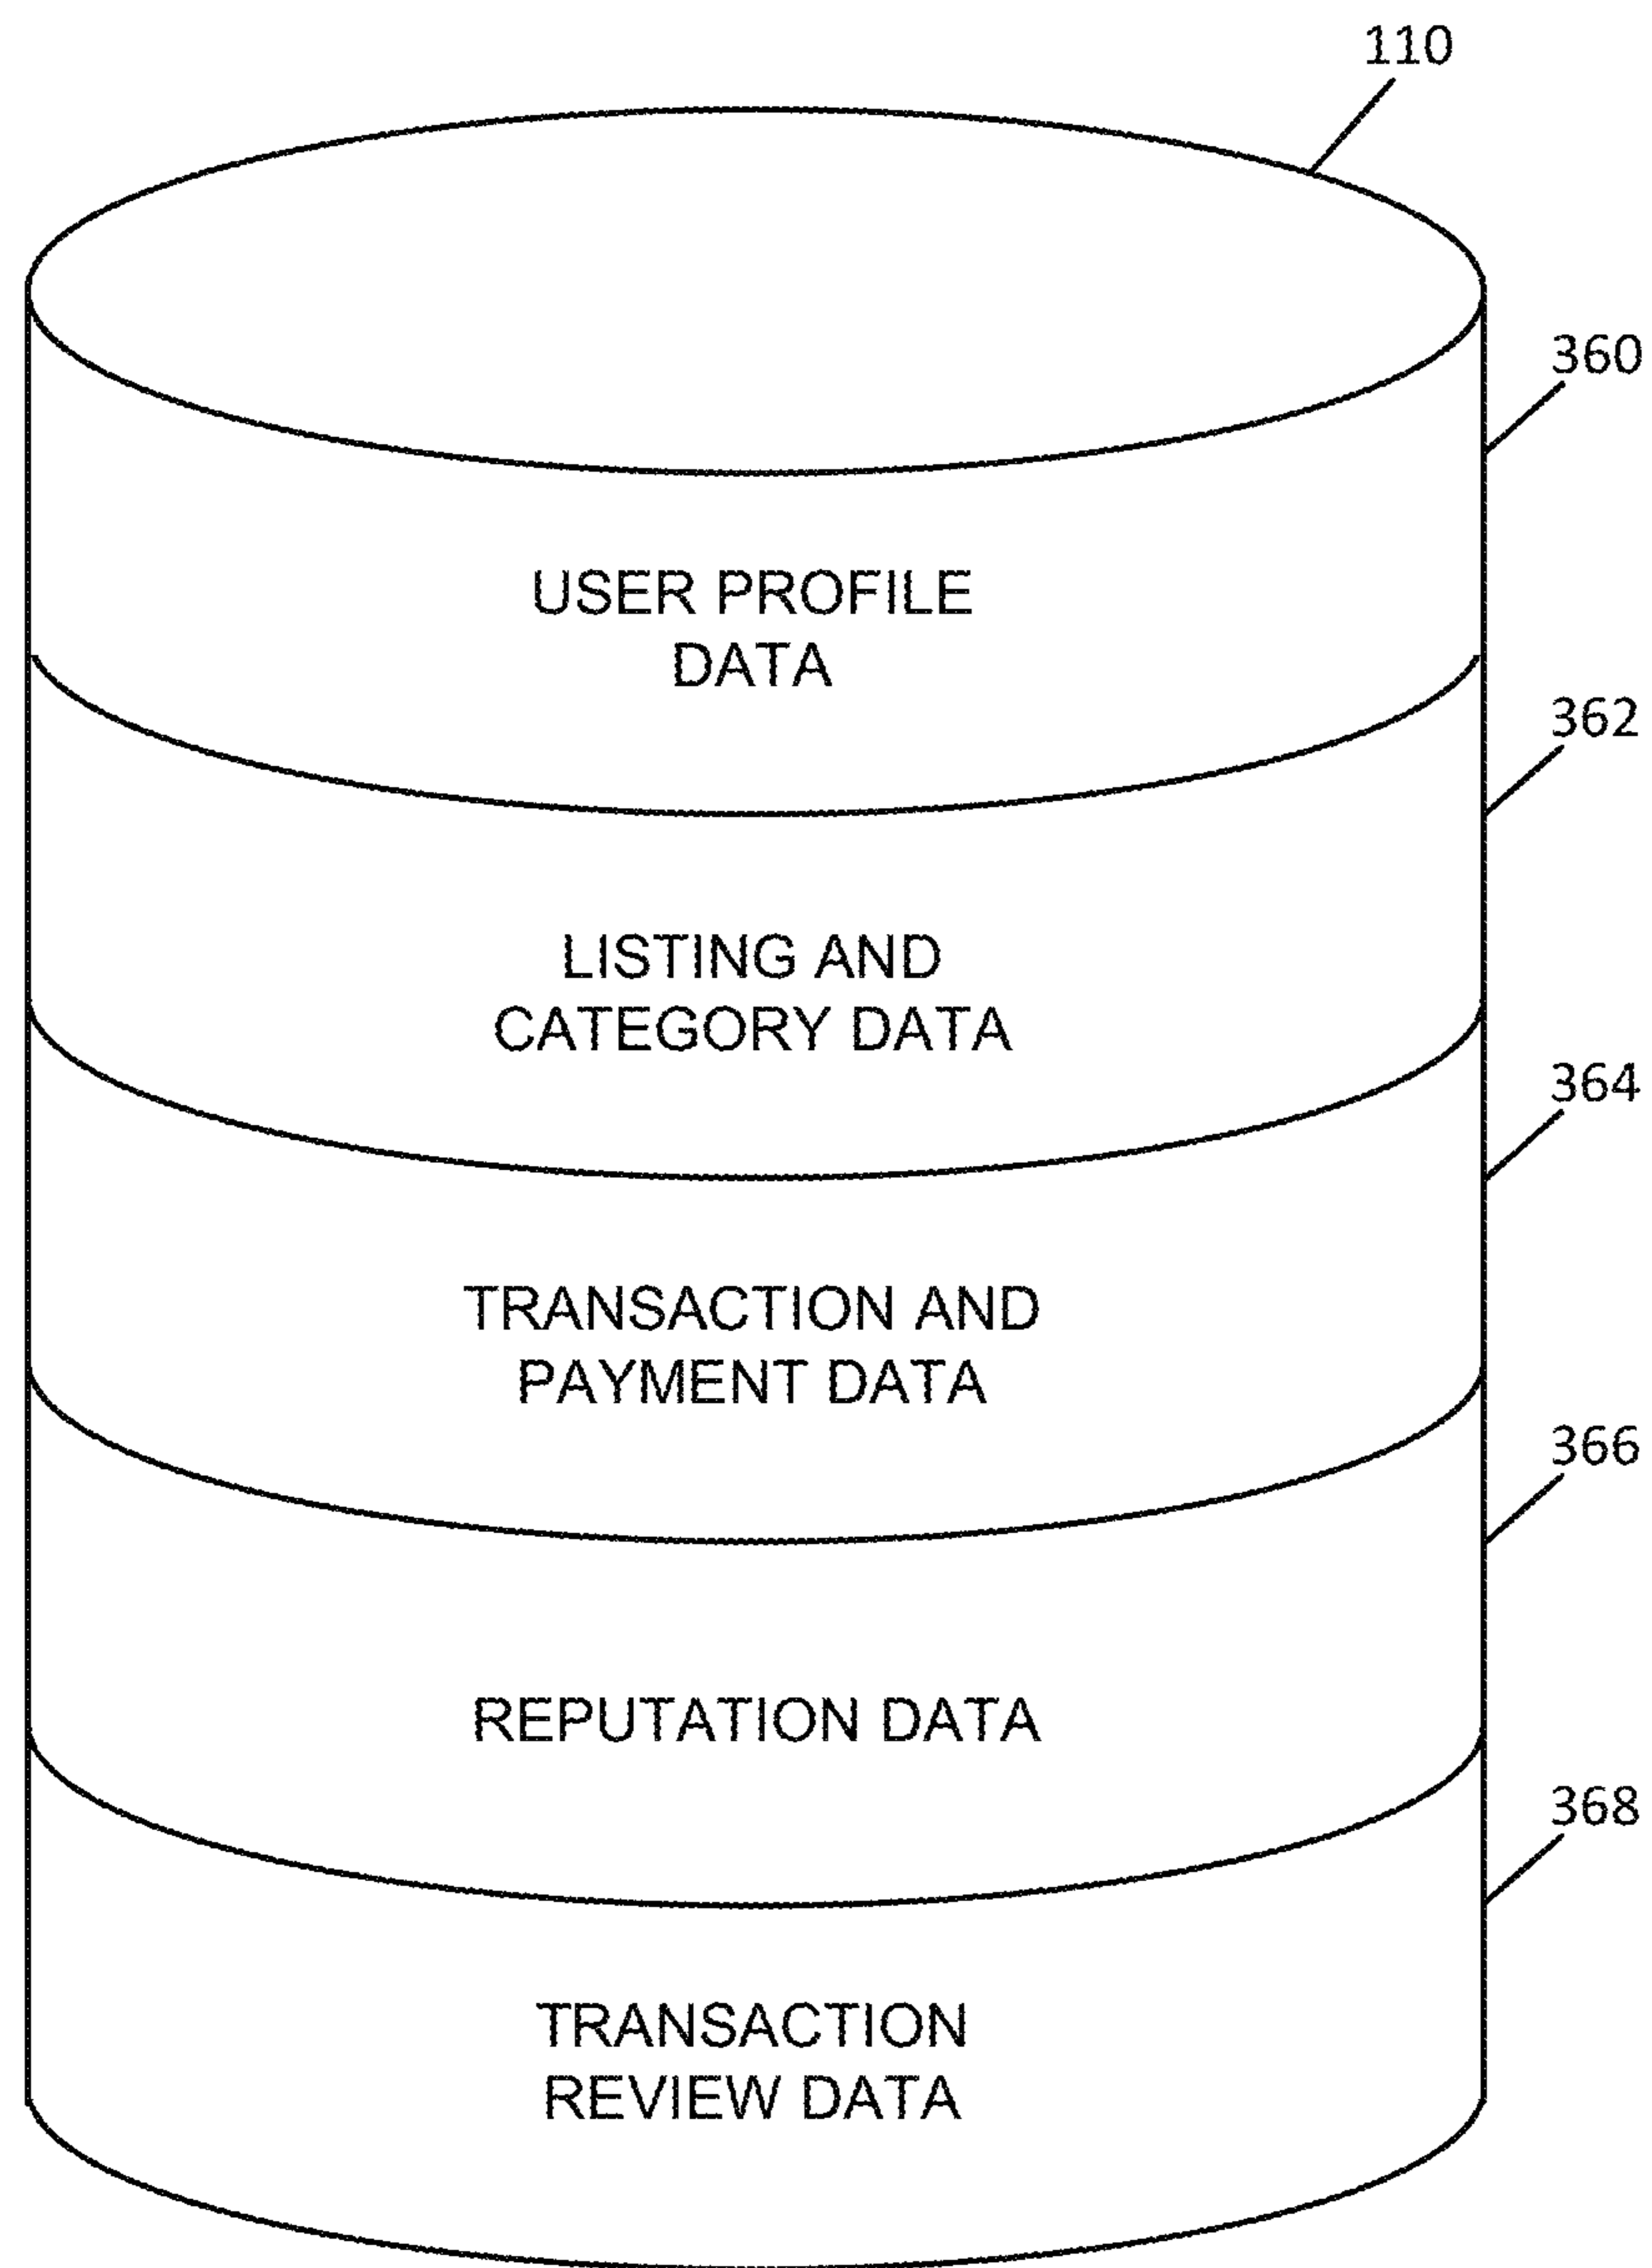 110
360
USER PROFILE
DATA
362
LISTING AND
CATEGORY DATA
364
TRANSACTION AND
PAYMENT DATA
366
REPUTATION DATA
368
TRANSACTION
REVIEW DATA